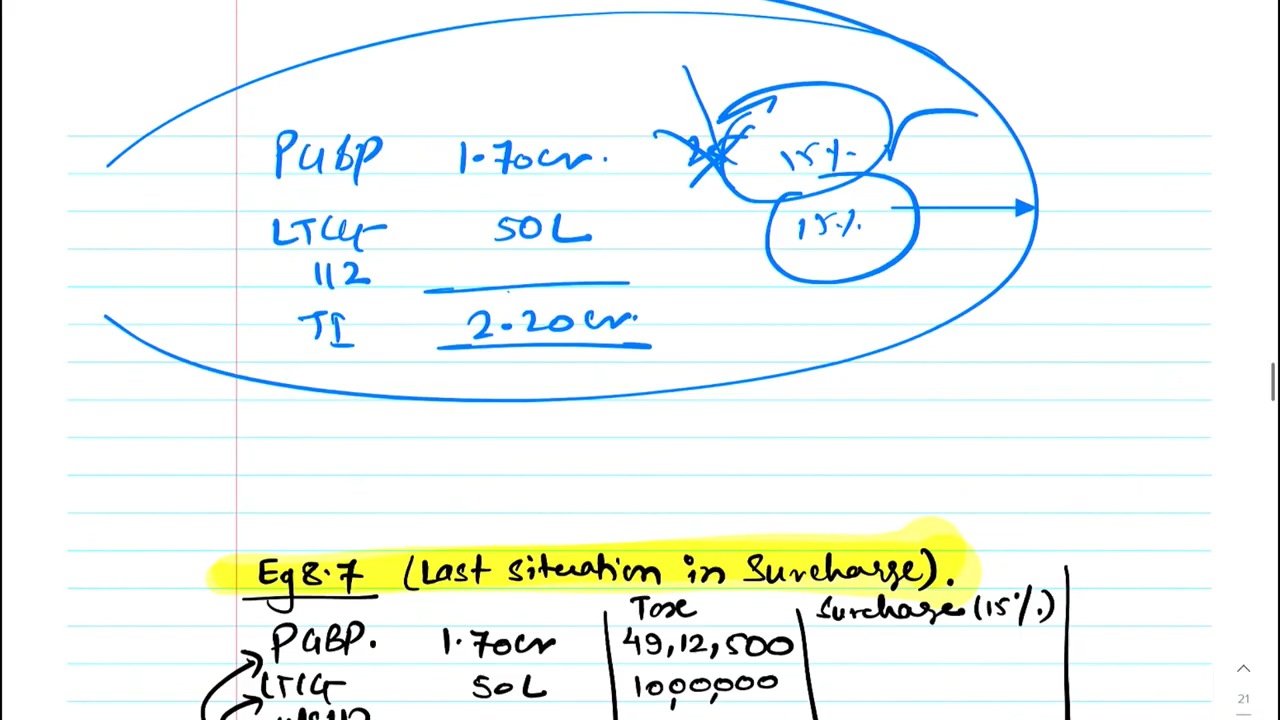 PGBP 1.70cr. 15%.
LTCG 50L 15%.
112
TI 2.20cr.
Eg 8.7 (Last situation in Surcharge).
Tax Surcharge (15%)
PGBP. 1.70cr 49,12,500
LTCG 50L 10,00,000
21